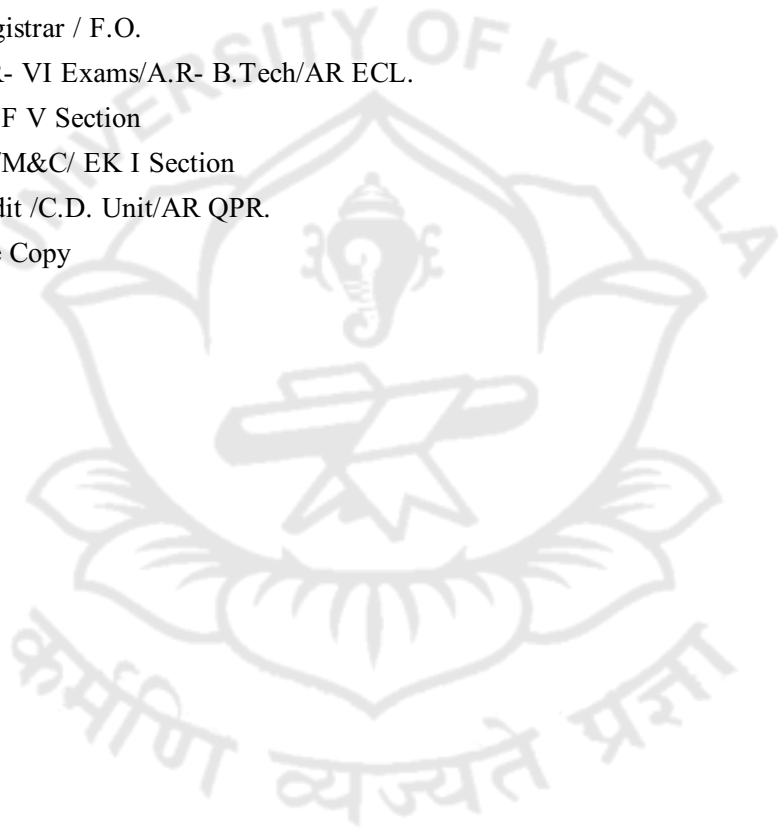 gistrar / F.O.
R- VI Exams/A.R- B.Tech/AR ECL.
F V Section
/M&C/ EK I Section
dit /C.D. Unit/AR QPR.
e Copy
UNIVERSITY OF KERALA
कर्मणि व्यज्यते प्रज्ञा